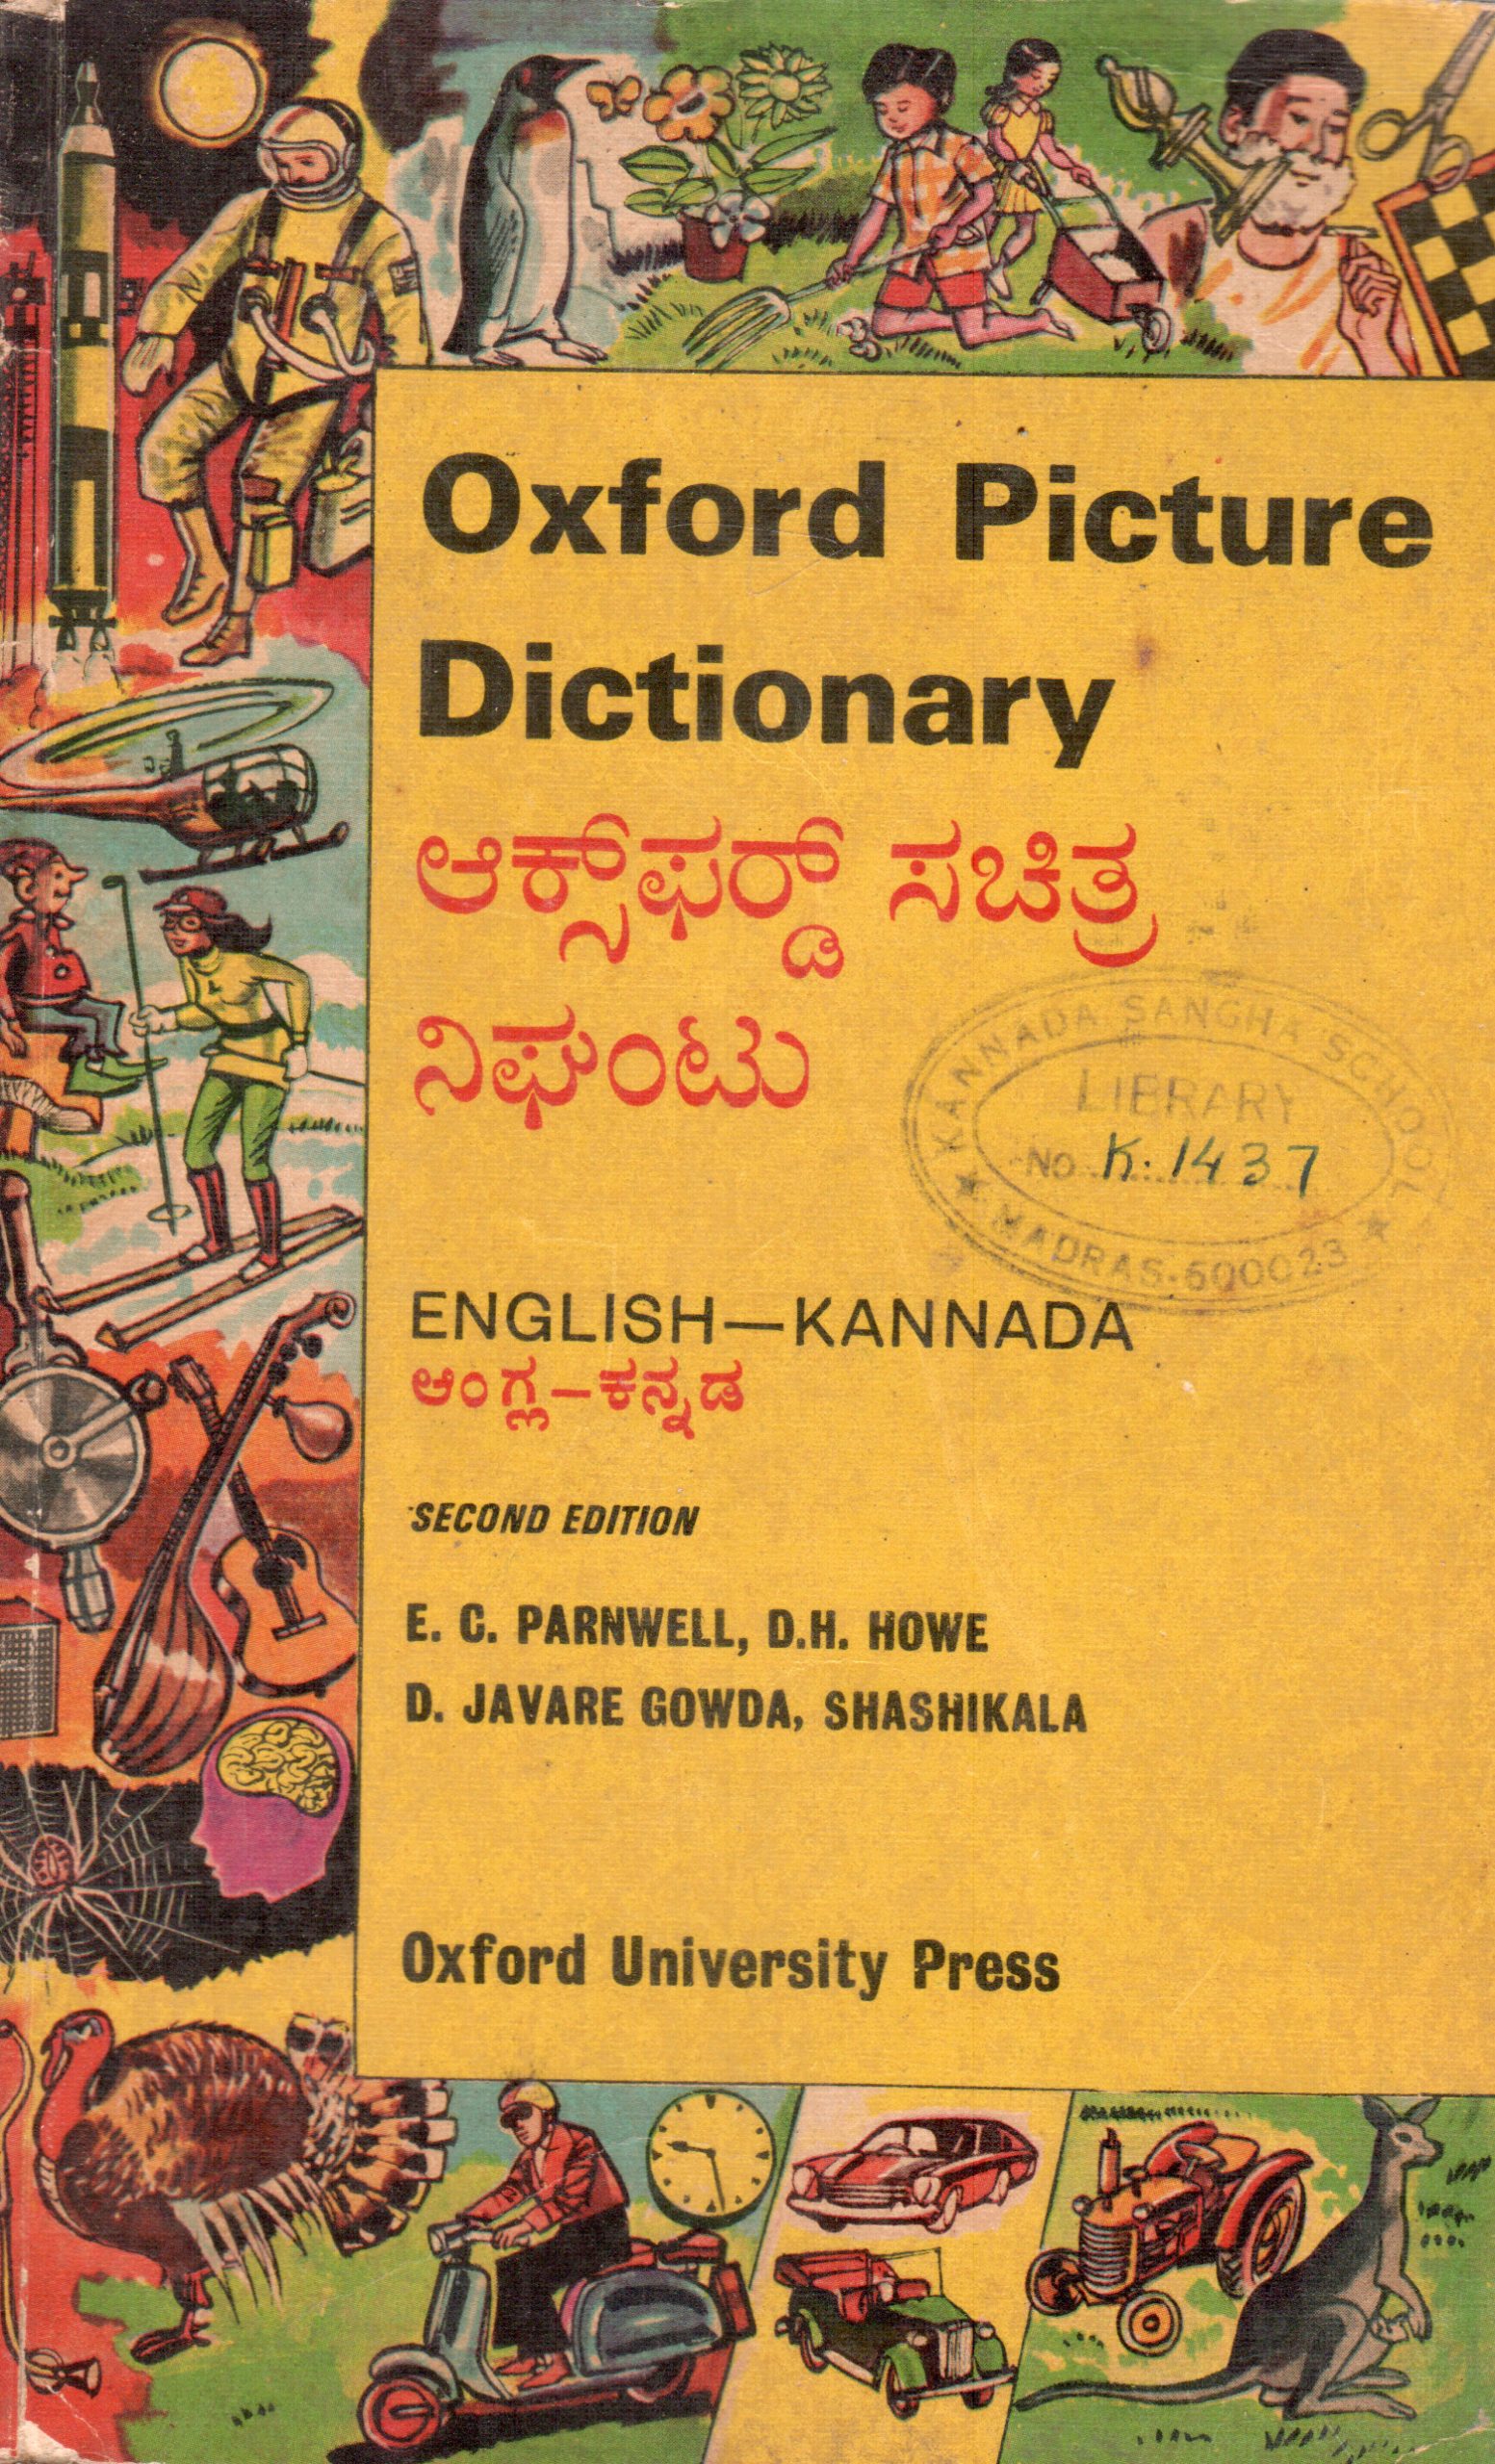 Oxford Picture
Dictionary
ಆಕ್ಸ್‌ಫರ್ಡ್ ಸಚಿತ್ರ
ನಿಘಂಟು
KANNADA SANGHA SCHOOL
LIBRARY
NO. K. 1437
MADRAS-600023
ENGLISH—KANNADA
ಆಂಗ್ಲ—ಕನ್ನಡ
SECOND EDITION
E. C. PARNWELL, D.H. HOWE
D. JAVARE GOWDA, SHASHIKALA
Oxford University Press